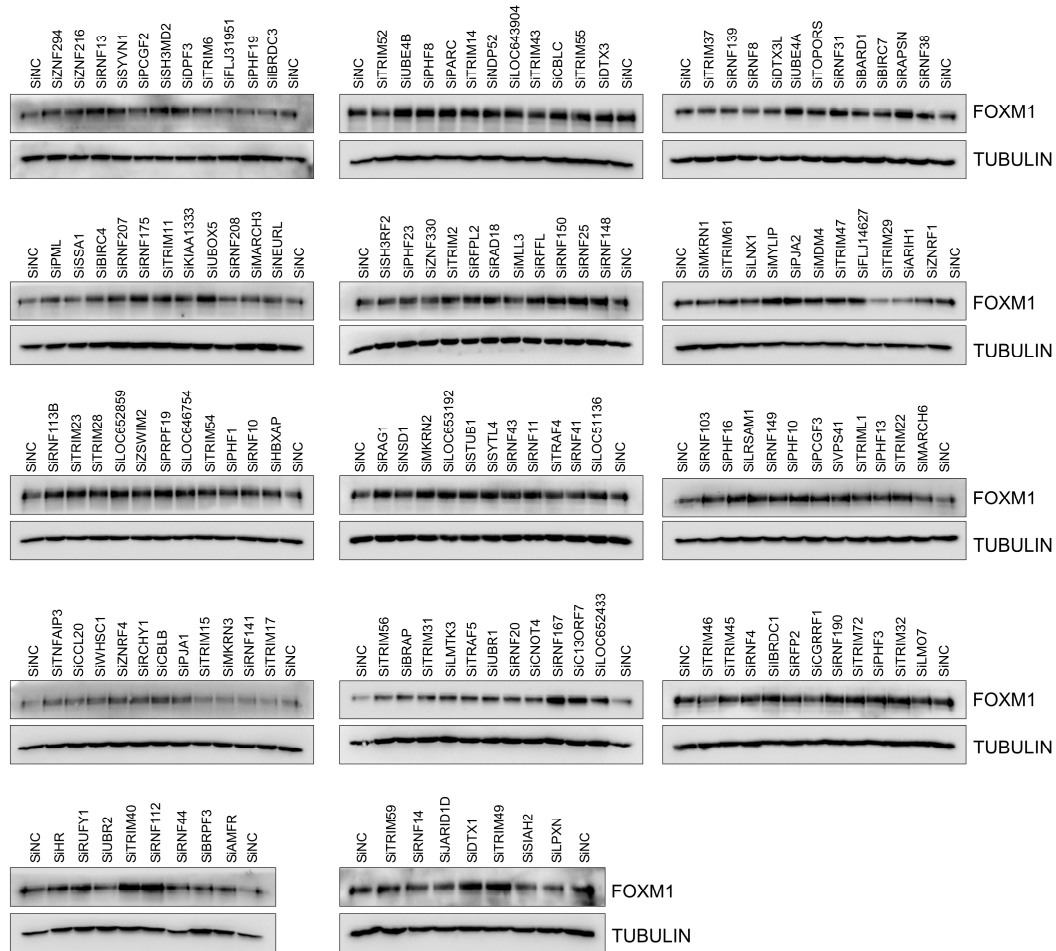 SiNC SiZNF294 SiZNF216 SiRNF13 SiSYVN1 SiPCGF2 SiSH3MD2 SiDPF3 SiTRIM6 SiFLJ31951 SiPHF19 SiIBRDC3 SiNC
SiNC SiTRIM52 SiUBE4B SiPHF8 SiPARC SiTRIM14 SiNDP52 SiLOC643904 SiTRIM43 SiCBLC SiTRIM55 SiDTX3 SiNC
SiNC SiTRIM37 SiRNF139 SiRNF8 SiDTX3L SiUBE4A SiTOPORS SiRNF31 SiBARD1 SiBIRC7 SiRAPSN SiRNF38 SiNC
FOXM1
TUBULIN
SiNC SiPML SiSSA1 SiBIRC4 SiRNF207 SiRNF175 SiTRIM11 SiKIAA1333 SiUBOX5 SiRNF208 SiMARCH3 SiNEURL SiNC
SiNC SiSH3RF2 SiPHF23 SiZNF330 SiTRIM2 SiRFPL2 SiRAD18 SiMLL3 SiRFFL SiRNF150 SiRNF25 SiRNF148 SiNC
SiNC SiMKRN1 SiTRIM61 SiLNX1 SiMYLIP SiPJA2 SiMDM4 SiTRIM47 SiFLJ14627 SiTRIM29 SiARIH1 SiZNRF1 SiNC
FOXM1
TUBULIN
SiNC SiRNF113B SiTRIM23 SiTRIM28 SiLOC652859 SiZSWIM2 SiPRPF19 SiLOC646754 SiTRIM54 SiPHF1 SiRNF10 SiHBXAP SiNC
SiNC SiRAG1 SiNSD1 SiMKRN2 SiLOC653192 SiSTUB1 SiSYTL4 SiRNF43 SiRNF11 SiTRAF4 SiRNF41 SiLOC51136 SiNC
SiNC SiRNF103 SiPHF16 SiLRSAM1 SiRNF149 SiPHF10 SiPCGF3 SiVPS41 SiTRIML1 SiPHF13 SiTRIM22 SiMARCH6 SiNC
FOXM1
TUBULIN
SiNC SiTNFAIP3 SiCCL20 SiWHSC1 SiZNRF4 SiRCHY1 SiCBLB SiPJA1 SiTRIM15 SiMKRN3 SiRNF141 SiTRIM17 SiNC
SiNC SiTRIM56 SiBRAP SiTRIM31 SiLMTK3 SiTRAF5 SiUBR1 SiRNF20 SiCNOT4 SiRNF167 SiC13ORF7 SiLOC652433 SiNC
SiNC SiTRIM46 SiTRIM45 SiRNF4 SiIBRDC1 SiRFP2 SiCGRRF1 SiRNF190 SiTRIM72 SiPHF3 SiTRIM32 SiLMO7 SiNC
FOXM1
TUBULIN
SiNC SiHR SiRUFY1 SiUBR2 SiTRIM40 SiRNF112 SiRNF44 SiBRPF3 SiAMFR SiNC
SiNC SiTRIM59 SiRNF14 SiJARID1D SiDTX1 SiTRIM49 SiSIAH2 SiLPXN SiNC
FOXM1
TUBULIN